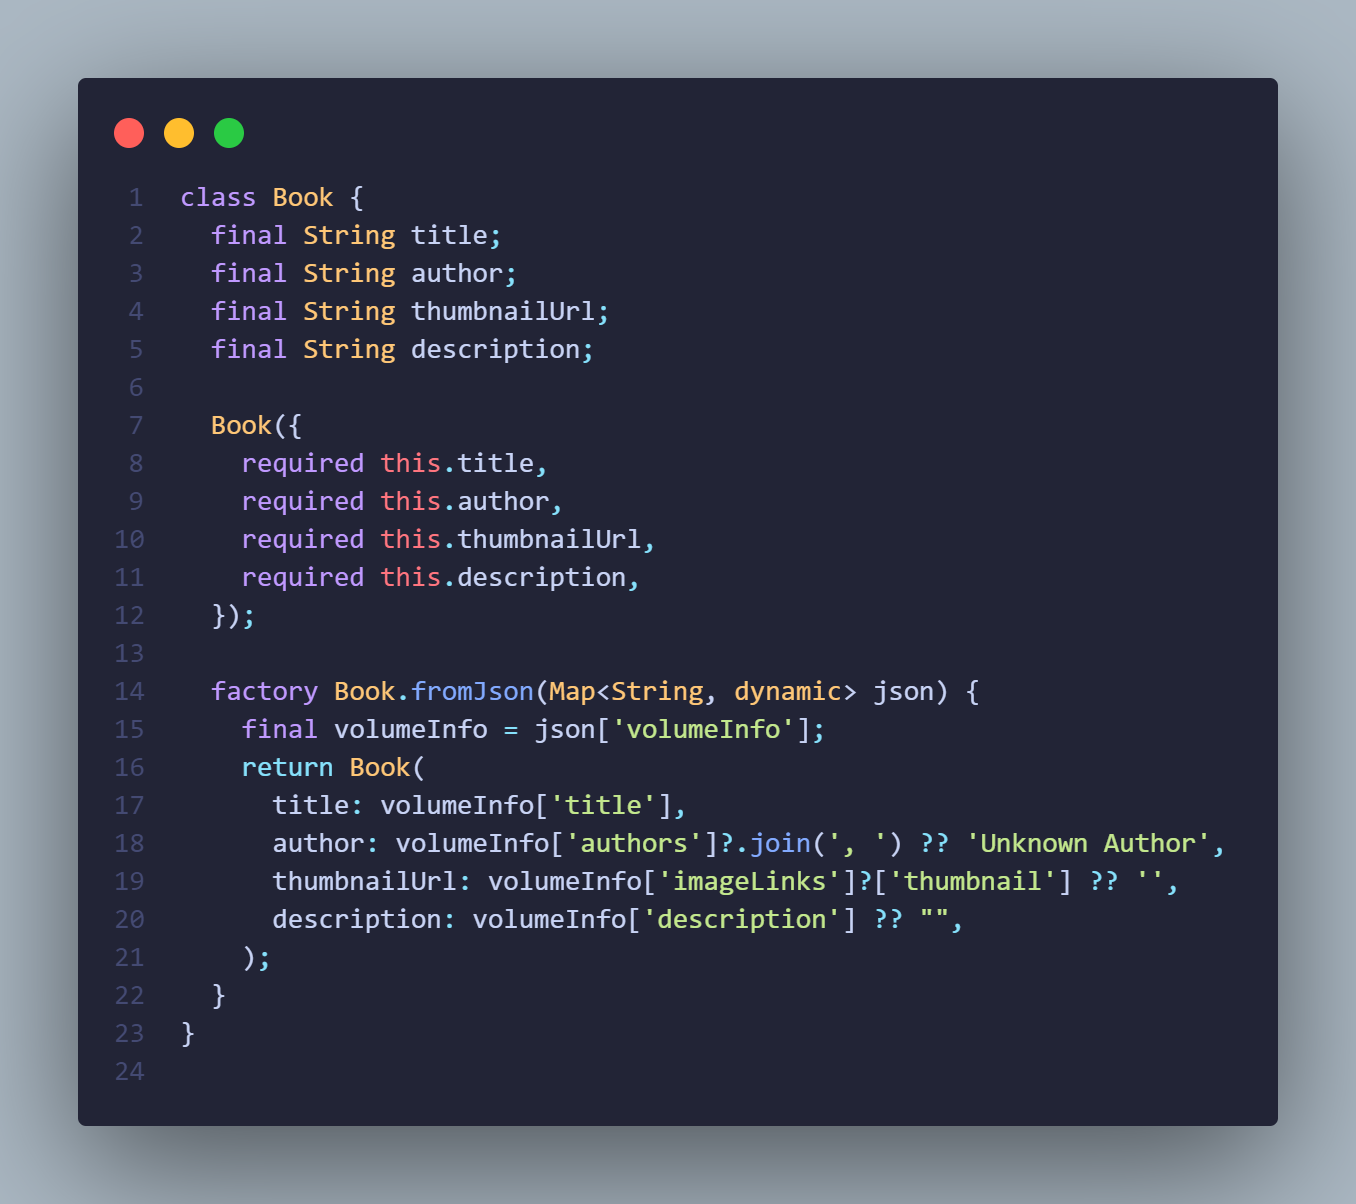 1 class Book {
2   final String title;
3   final String author;
4   final String thumbnailUrl;
5   final String description;
6
7   Book({
8     required this.title,
9     required this.author,
10     required this.thumbnailUrl,
11     required this.description,
12   });
13
14   factory Book.fromJson(Map<String, dynamic> json) {
15     final volumeInfo = json['volumeInfo'];
16     return Book(
17       title: volumeInfo['title'],
18       author: volumeInfo['authors']?.join(', ') ?? 'Unknown Author',
19       thumbnailUrl: volumeInfo['imageLinks']?['thumbnail'] ?? '',
20       description: volumeInfo['description'] ?? "",
21     );
22   }
23 }
24